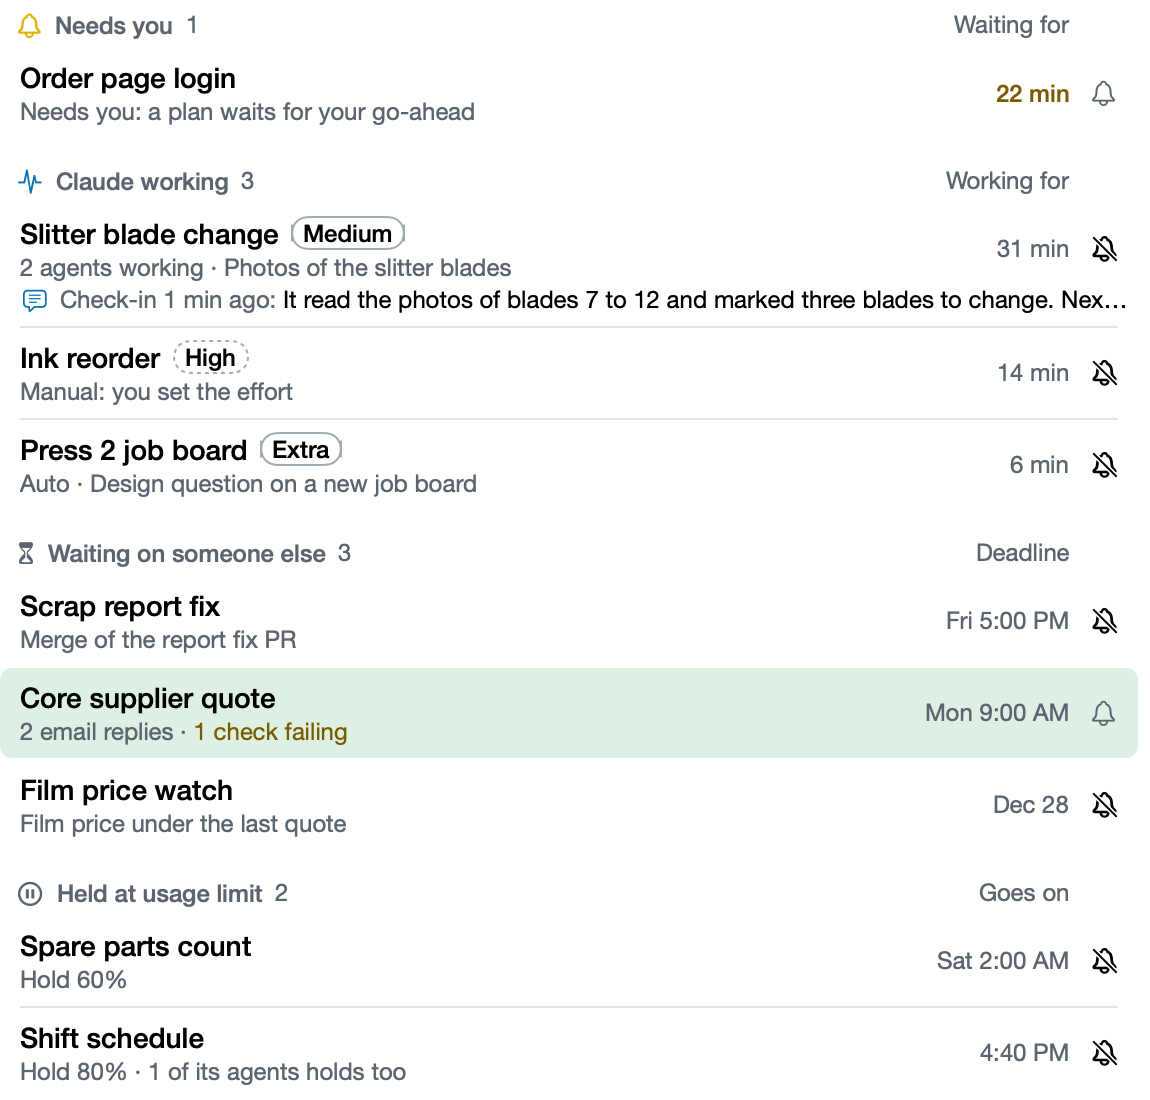 Needs you 1 Waiting for
Order page login
Needs you: a plan waits for your go-ahead
22 min
Claude working 3 Working for
Slitter blade change Medium
2 agents working · Photos of the slitter blades
31 min
Check-in 1 min ago: It read the photos of blades 7 to 12 and marked three blades to change. Nex…
Ink reorder High
Manual: you set the effort
14 min
Press 2 job board Extra
Auto · Design question on a new job board
6 min
Waiting on someone else 3 Deadline
Scrap report fix
Merge of the report fix PR
Fri 5:00 PM
Core supplier quote
2 email replies · 1 check failing
Mon 9:00 AM
Film price watch
Film price under the last quote
Dec 28
Held at usage limit 2 Goes on
Spare parts count
Hold 60%
Sat 2:00 AM
Shift schedule
Hold 80% · 1 of its agents holds too
4:40 PM